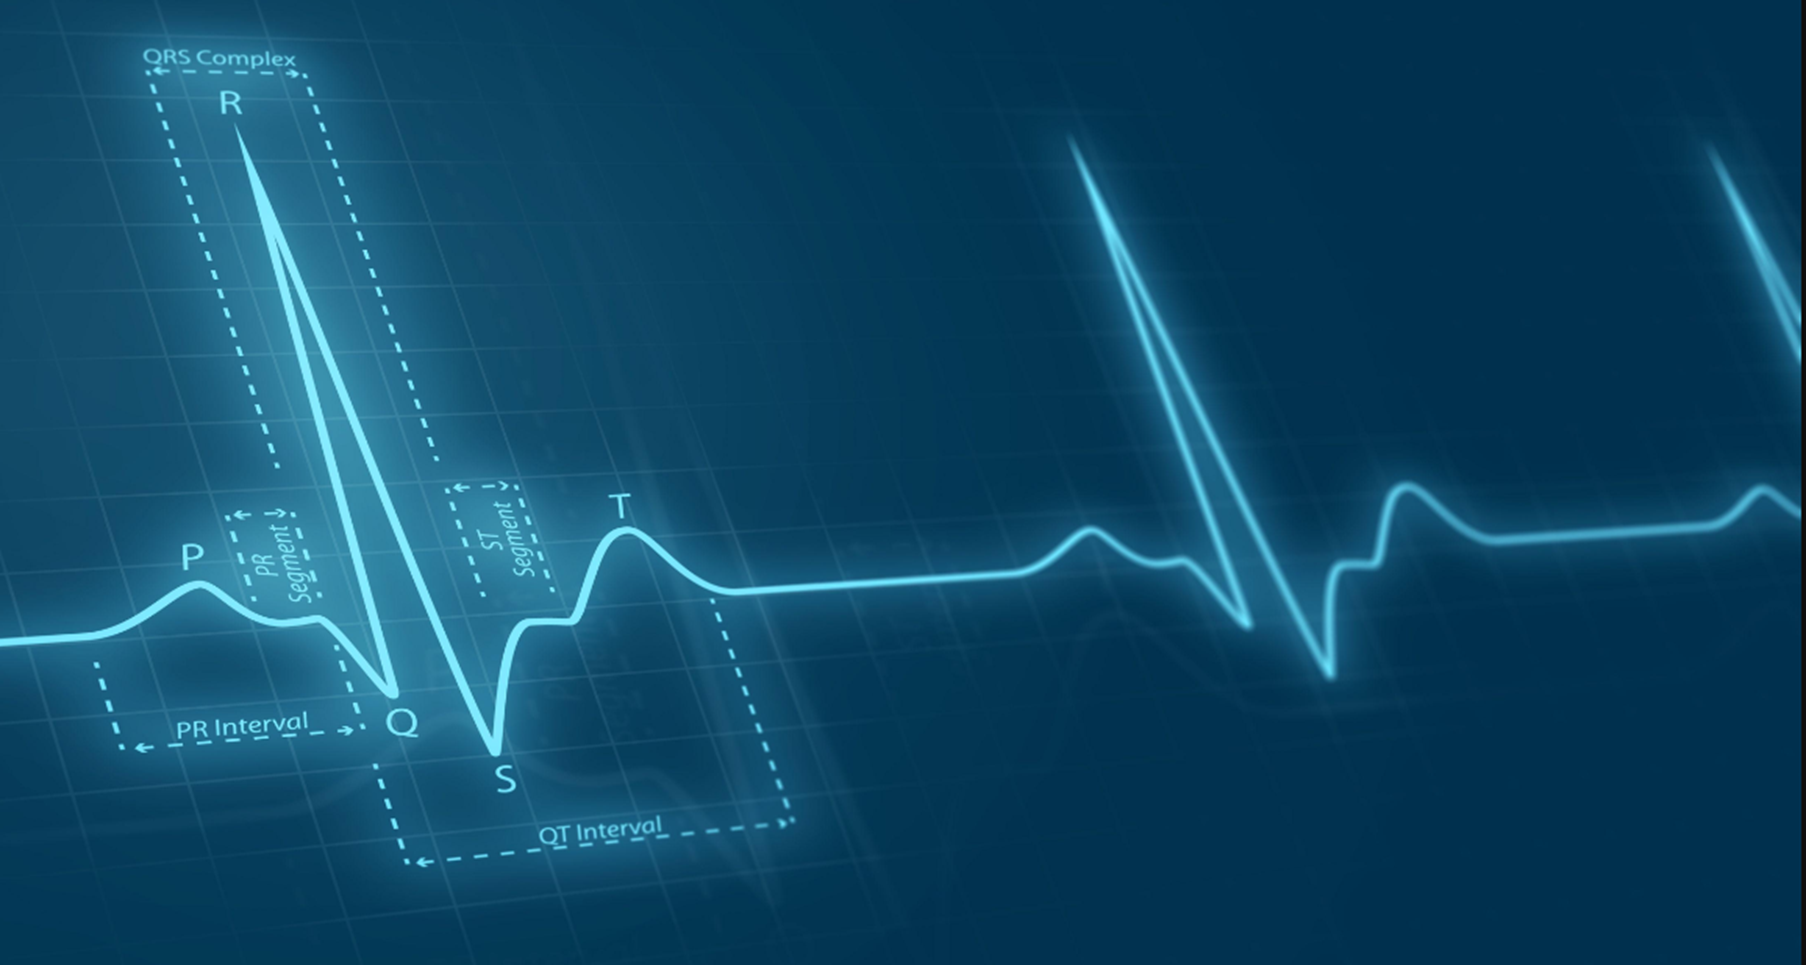 QRS Complex
R
P
PR
Segment
ST
Segment
T
PR Interval
Q
S
QT Interval